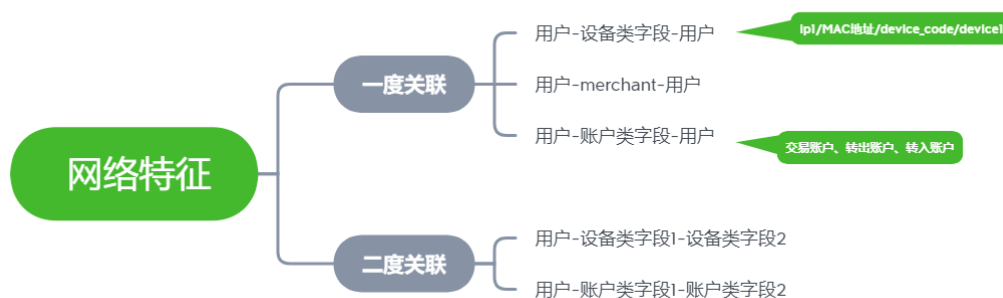 网络特征
一度关联
用户-设备类字段-用户
ip1/MAC地址/device_code/device1
用户-merchant-用户
用户-账户类字段-用户
交易账户、转出账户、转入账户
二度关联
用户-设备类字段1-设备类字段2
用户-账户类字段1-账户类字段2